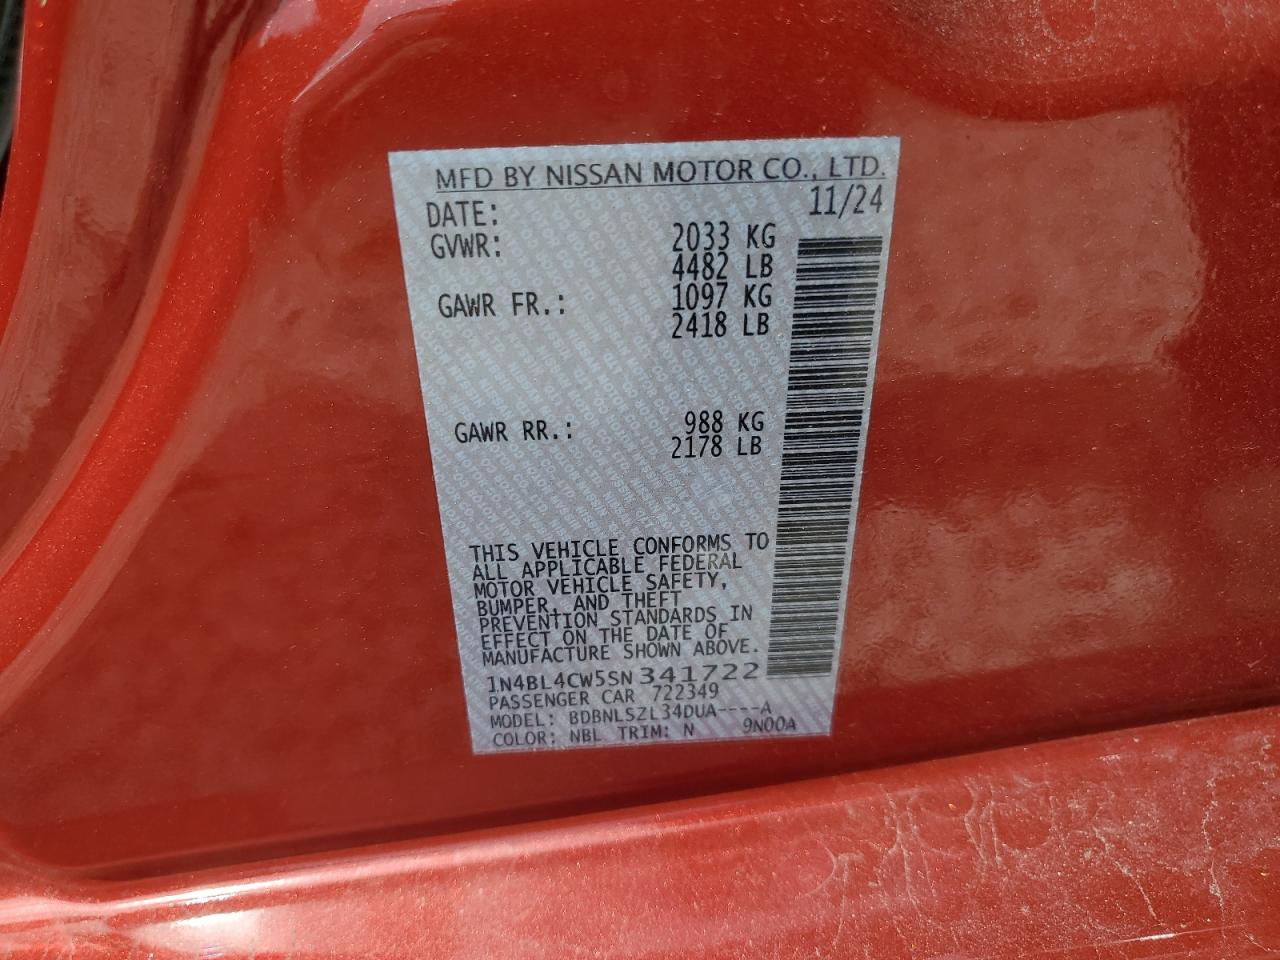 MFD BY NISSAN MOTOR CO., LTD.
DATE: 11/24
GVWR: 2033 KG
4482 LB
GAWR FR.: 1097 KG
2418 LB
GAWR RR.: 988 KG
2178 LB
THIS VEHICLE CONFORMS TO
ALL APPLICABLE FEDERAL
MOTOR VEHICLE SAFETY,
BUMPER, AND THEFT
PREVENTION STANDARDS IN
EFFECT ON THE DATE OF
MANUFACTURE SHOWN ABOVE.
1N4BL4CW5SN341722
PASSENGER CAR 722349
MODEL: BDBNLSZL34DUA----A
COLOR: NBL TRIM: N 9N00A